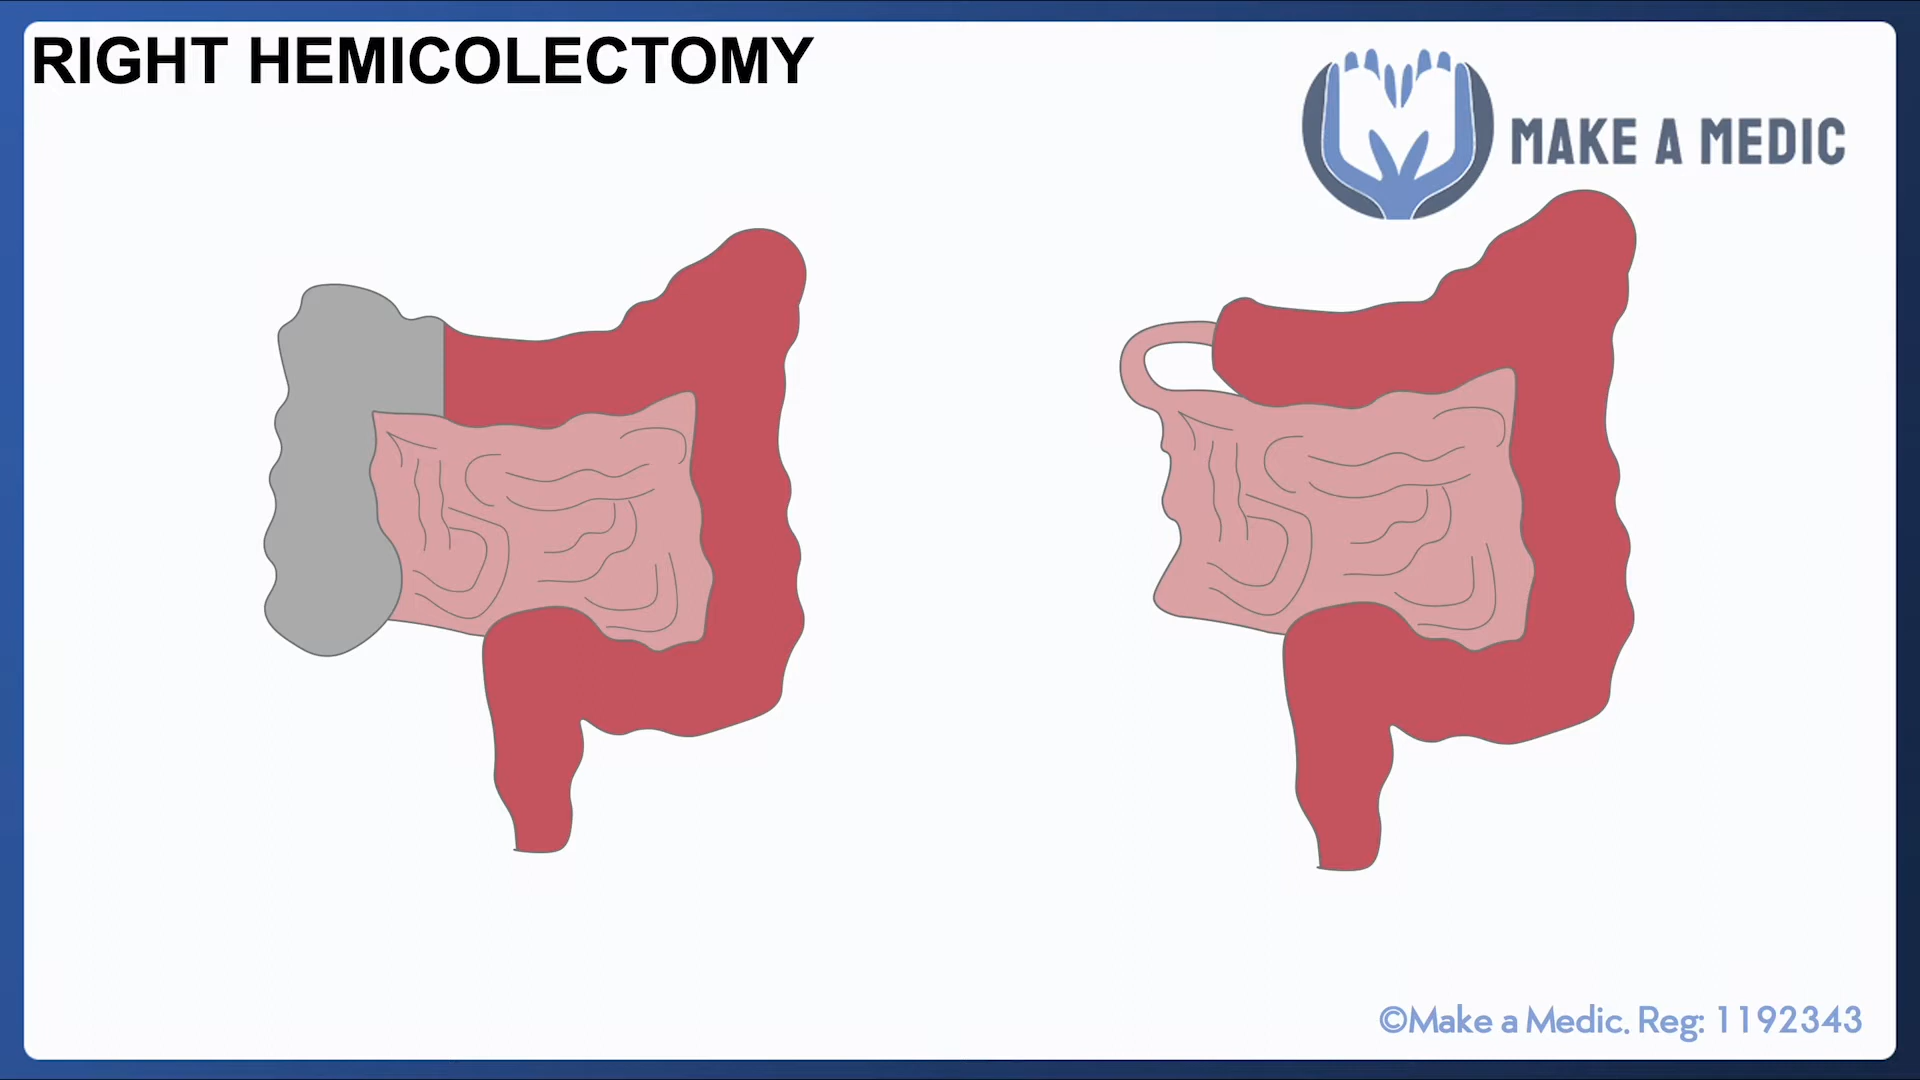 RIGHT HEMICOLECTOMY
MAKE A MEDIC
©Make a Medic. Reg: 1192343